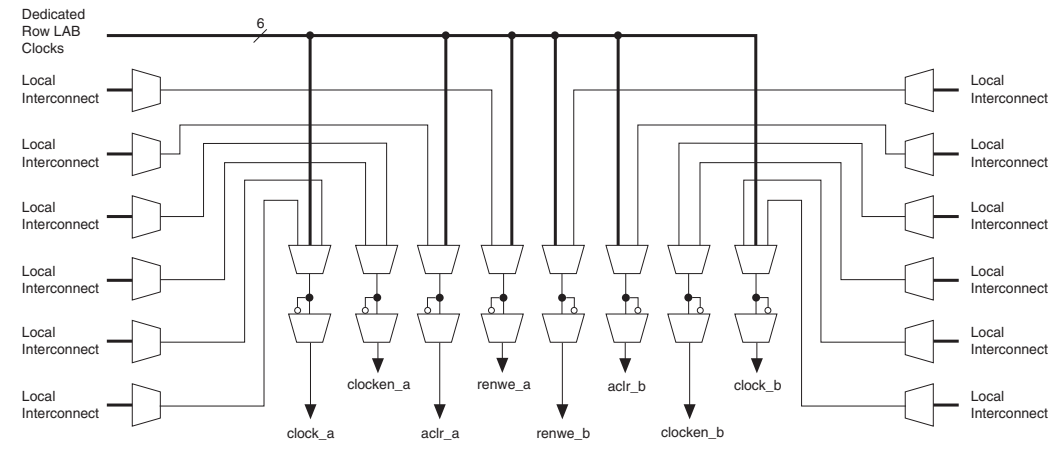 Dedicated
Row LAB
Clocks
6
Local
Interconnect
Local
Interconnect
Local
Interconnect
Local
Interconnect
Local
Interconnect
Local
Interconnect
Local
Interconnect
Local
Interconnect
Local
Interconnect
Local
Interconnect
Local
Interconnect
Local
Interconnect
clocken_a
renwe_a
aclr_b
clock_b
clock_a
aclr_a
renwe_b
clocken_b